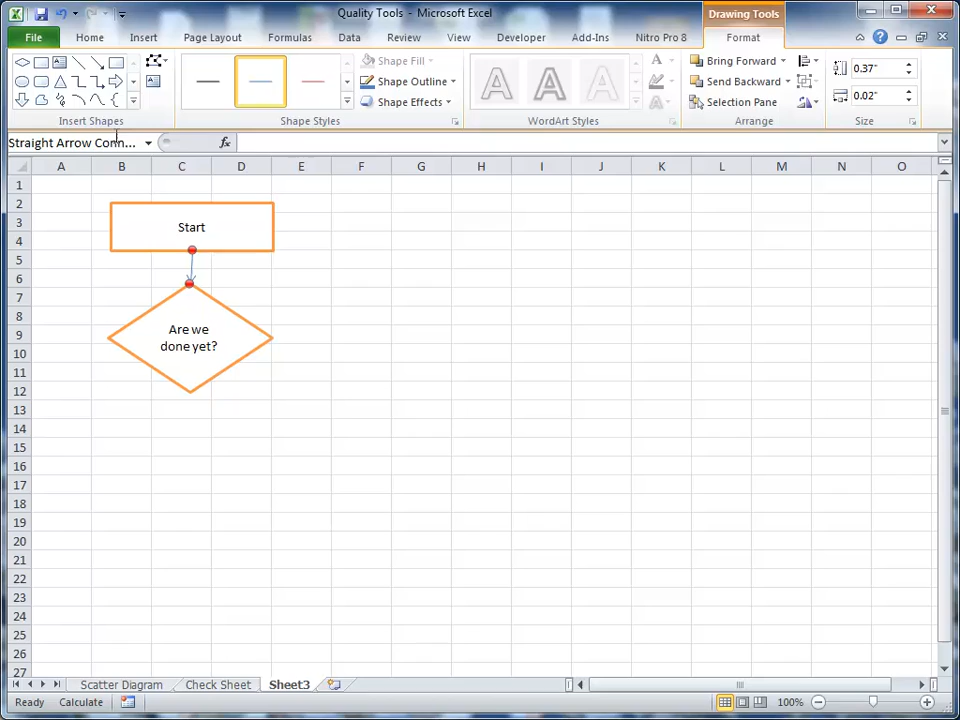 Quality Tools - Microsoft Excel
Drawing Tools
File Home Insert Page Layout Formulas Data Review View Developer Add-Ins Nitro Pro 8 Format
Shape Fill
Shape Outline
Shape Effects
Bring Forward
Send Backward
Selection Pane
0.37"
0.02"
Insert Shapes Shape Styles WordArt Styles Arrange Size
Straight Arrow Conn... fx
A B C D E F G H I J K L M N O
1
2
3
4
5
6
7
8
9
10
11
12
13
14
15
16
17
18
19
20
21
22
23
24
25
26
27
Start
Are we
done yet?
Scatter Diagram Check Sheet Sheet3
Ready Calculate 100%